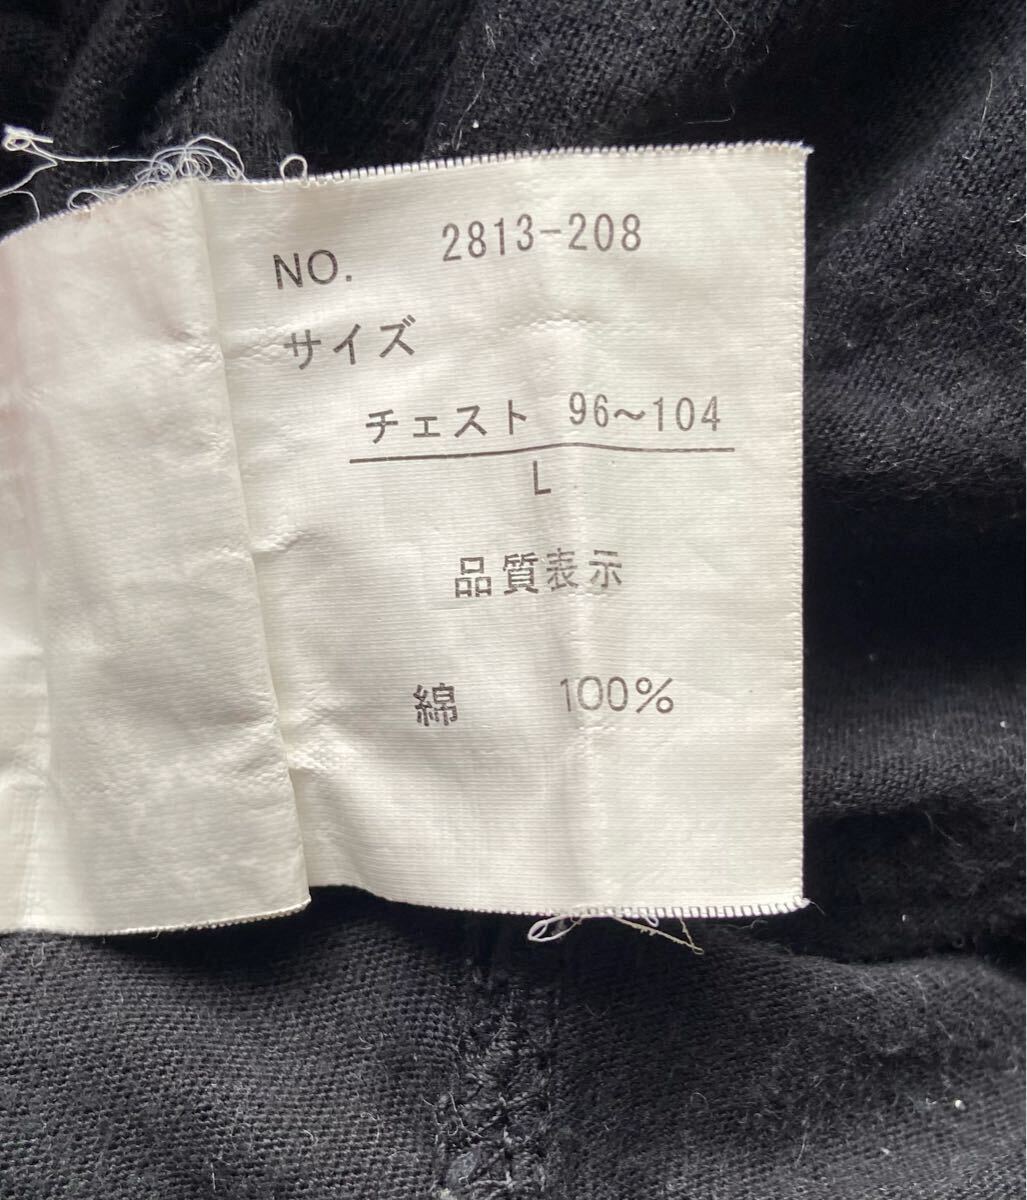 NO. 2813-208
サイズ
チェスト 96〜104
L
品質表示
綿 100%